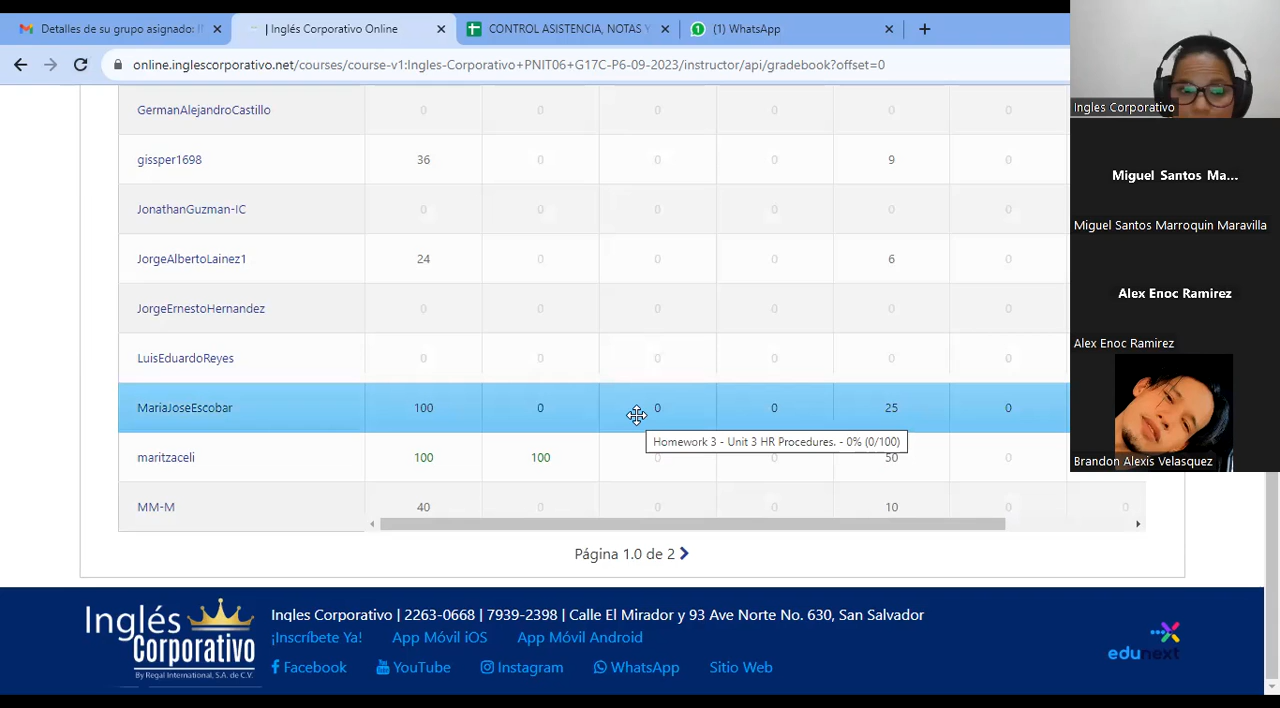 Detalles de su grupo asignado: I
| Inglés Corporativo Online
CONTROL ASISTENCIA, NOTAS Y
(1) WhatsApp
online.inglescorporativo.net/courses/course-v1:Ingles-Corporativo+PNIT06+G17C-P6-09-2023/instructor/api/gradebook?offset=0
GermanAlejandroCastillo 0 0 0 0 0 0
gissper1698 36 0 0 0 9 0
JonathanGuzman-IC 0 0 0 0 0 0
JorgeAlbertoLainez1 24 0 0 0 6 0
JorgeErnestoHernandez 0 0 0 0 0 0
LuisEduardoReyes 0 0 0 0 0 0
MariaJoseEscobar 100 0 0 0 25 0
Homework 3 - Unit 3 HR Procedures. - 0% (0/100)
maritzaceli 100 100 0 0 50 0
MM-M 40 0 0 0 10 0 0
Página 1.0 de 2
Inglés Corporativo
By Regal International, S.A. de C.V.
Ingles Corporativo | 2263-0668 | 7939-2398 | Calle El Mirador y 93 Ave Norte No. 630, San Salvador
¡Inscríbete Ya! App Móvil iOS App Móvil Android
Facebook YouTube Instagram WhatsApp Sitio Web
edunext
Ingles Corporativo
Miguel Santos Ma...
Miguel Santos Marroquin Maravilla
Alex Enoc Ramirez
Alex Enoc Ramirez
Brandon Alexis Velasquez